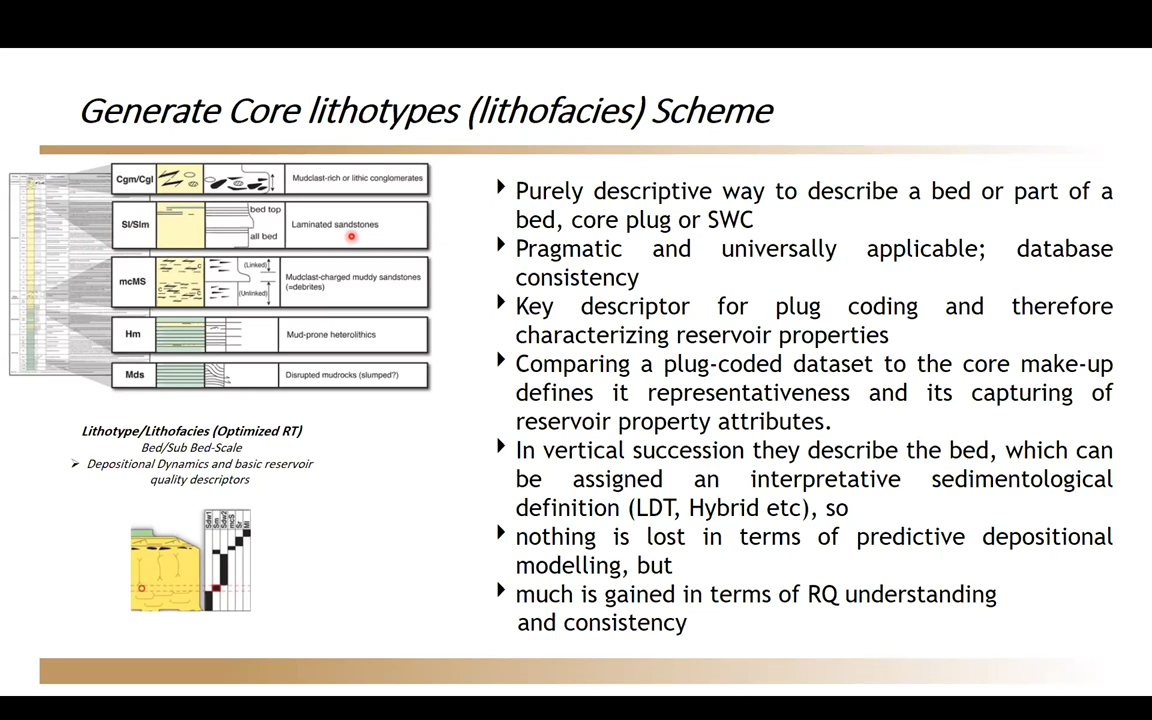 Generate Core lithotypes (lithofacies) Scheme
Cgm/Cgl
Mudclast-rich or lithic conglomerates
Sl/Slm
bed top
all bed
Laminated sandstones
mcMS
(Linked)
(Unlinked)
Mudclast-charged muddy sandstones
(=debrites)
Hm
Mud-prone heterolithics
Mds
Disrupted mudrocks (slumped?)
Lithotype/Lithofacies (Optimized RT)
Bed/Sub Bed-Scale
Depositional Dynamics and basic reservoir
quality descriptors
Sdw1
Sm
Sdw2
mcS
Sr
Ml
Purely descriptive way to describe a bed or part of a
bed, core plug or SWC
Pragmatic and universally applicable; database
consistency
Key descriptor for plug coding and therefore
characterizing reservoir properties
Comparing a plug-coded dataset to the core make-up
defines it representativeness and its capturing of
reservoir property attributes.
In vertical succession they describe the bed, which can
be assigned an interpretative sedimentological
definition (LDT, Hybrid etc), so
nothing is lost in terms of predictive depositional
modelling, but
much is gained in terms of RQ understanding
and consistency